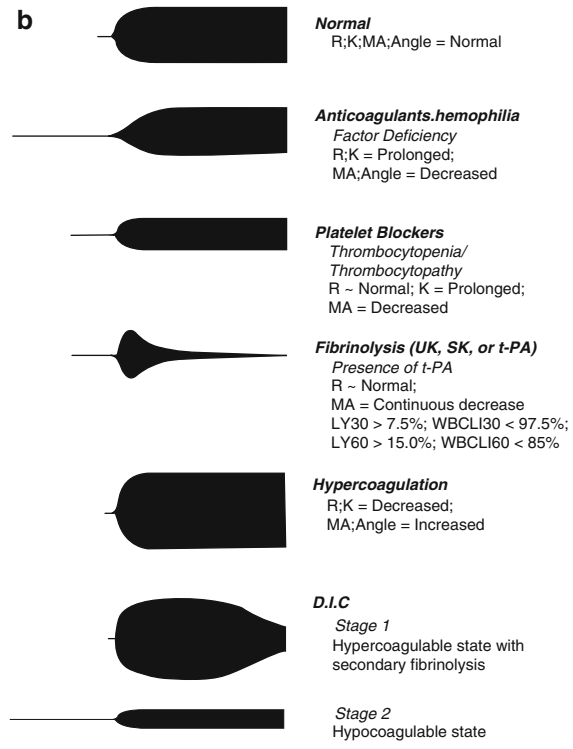 b
Normal
R;K;MA;Angle = Normal
Anticoagulants.hemophilia
Factor Deficiency
R;K = Prolonged;
MA;Angle = Decreased
Platelet Blockers
Thrombocytopenia/
Thrombocytopathy
R ~ Normal; K = Prolonged;
MA = Decreased
Fibrinolysis (UK, SK, or t-PA)
Presence of t-PA
R ~ Normal;
MA = Continuous decrease
LY30 > 7.5%; WBCLI30 < 97.5%;
LY60 > 15.0%; WBCLI60 < 85%
Hypercoagulation
R;K = Decreased;
MA;Angle = Increased
D.I.C
Stage 1
Hypercoagulable state with
secondary fibrinolysis
Stage 2
Hypocoagulable state